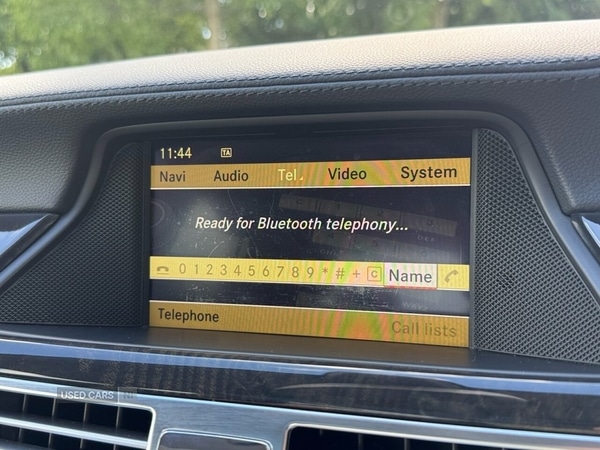 11:44 TA
Navi Audio Tel Video System
Ready for Bluetooth telephony...
0 1 2 3 4 5 6 7 8 9 * # + C Name
Telephone Call lists
USED CARS